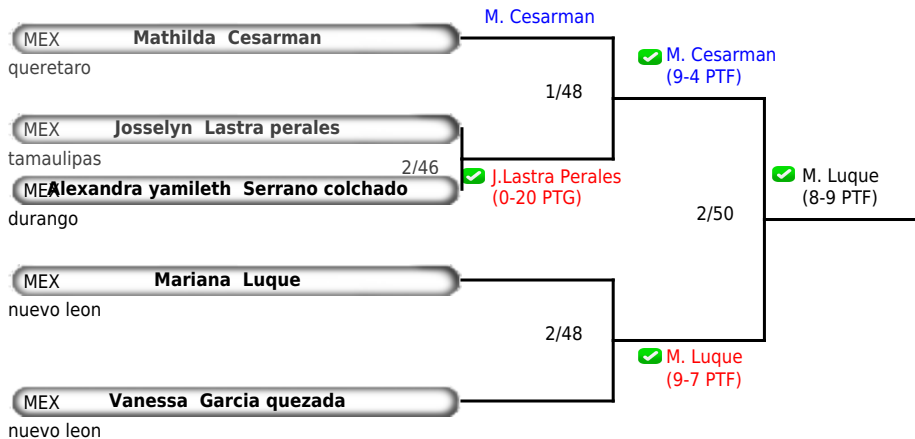 M. Cesarman
MEX Mathilda Cesarman
queretaro
M. Cesarman
(9-4 PTF)
1/48
MEX Josselyn Lastra perales
tamaulipas
2/46
J.Lastra Perales
(0-20 PTG)
MEX Alexandra yamileth Serrano colchado
durango
M. Luque
(8-9 PTF)
2/50
MEX Mariana Luque
nuevo leon
2/48
M. Luque
(9-7 PTF)
MEX Vanessa Garcia quezada
nuevo leon